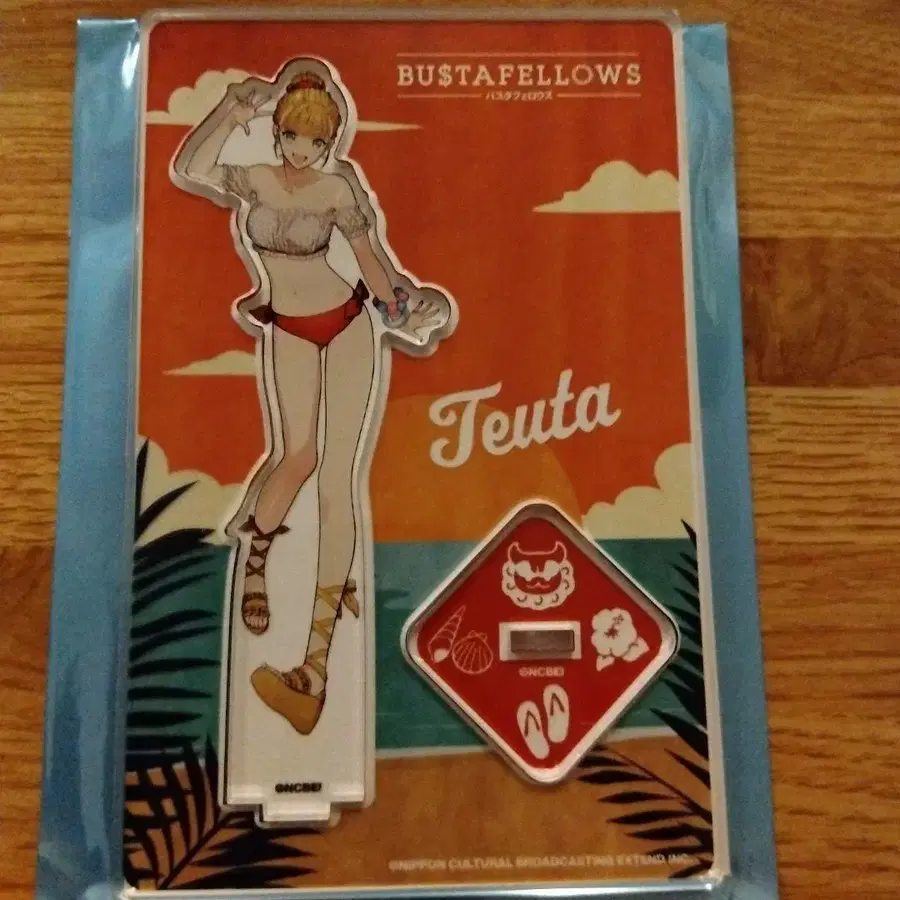 BU$TAFELLOWS
バスタフェロウズ
Teuta
©NCBEI
©NCBEI
©NIPPON CULTURAL BROADCASTING EXTEND INC.